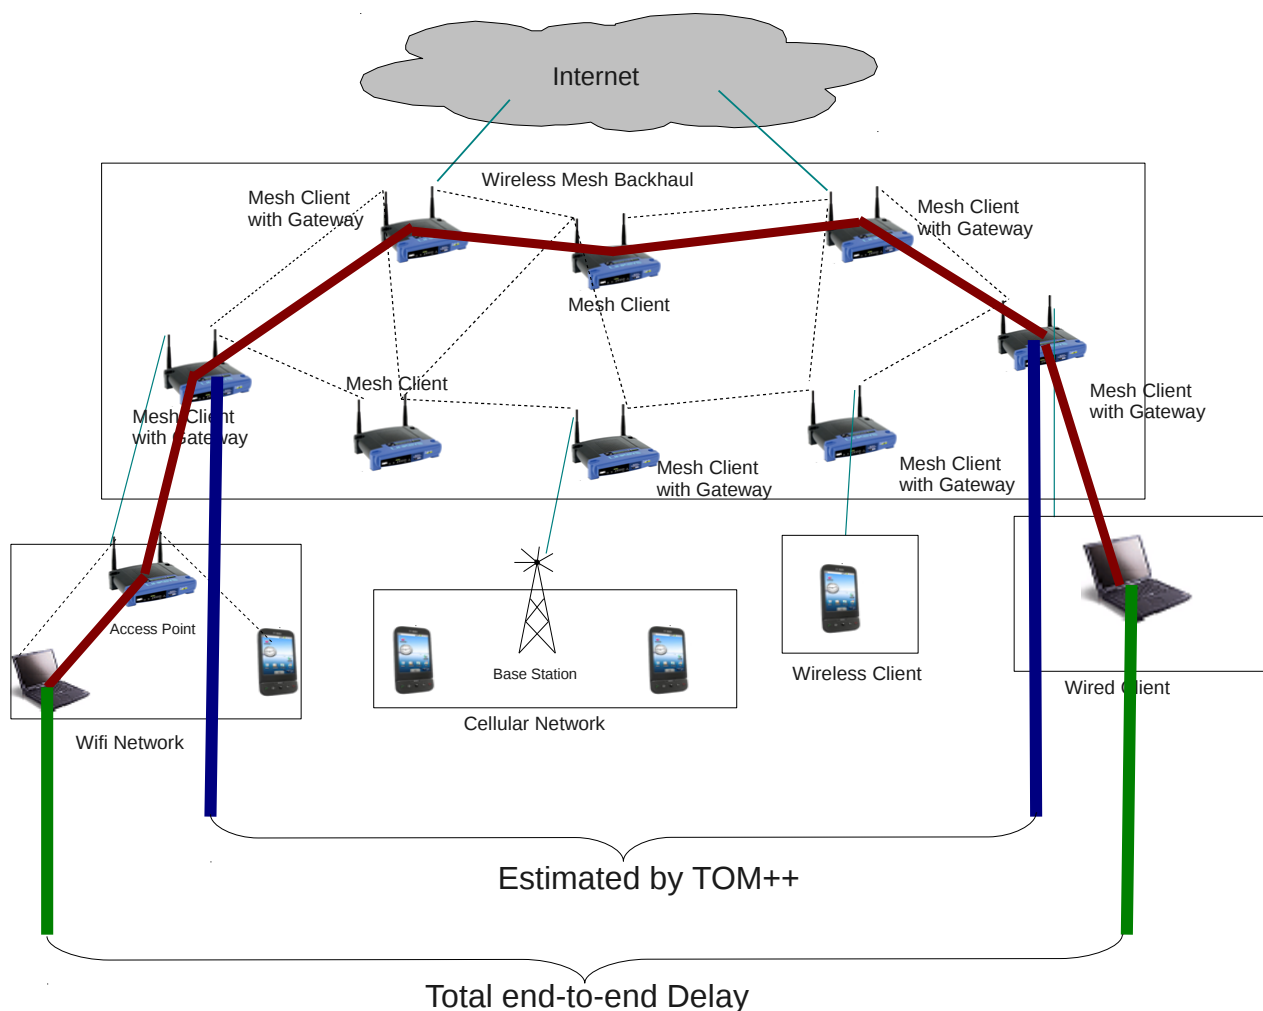 Internet
Wireless Mesh Backhaul
Mesh Client
with Gateway
Mesh Client
with Gateway
Mesh Client
Mesh Client
Mesh Client
with Gateway
Mesh Client
with Gateway
Mesh Client
with Gateway
Mesh Client
with Gateway
Access Point
Base Station
Wireless Client
Wired Client
Cellular Network
Wifi Network
Estimated by TOM++
Total end-to-end Delay